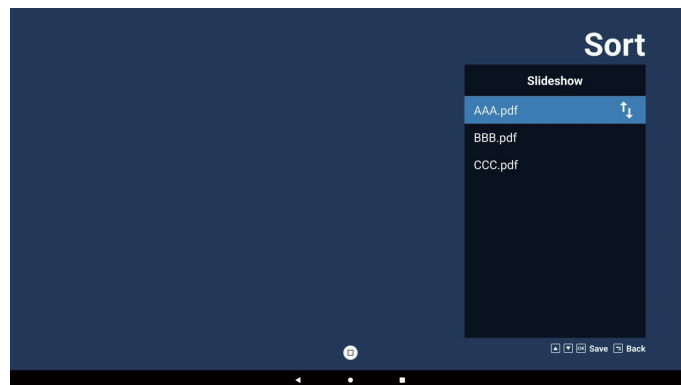 Sort
Slideshow
AAA.pdf
BBB.pdf
CCC.pdf
OK Save Back